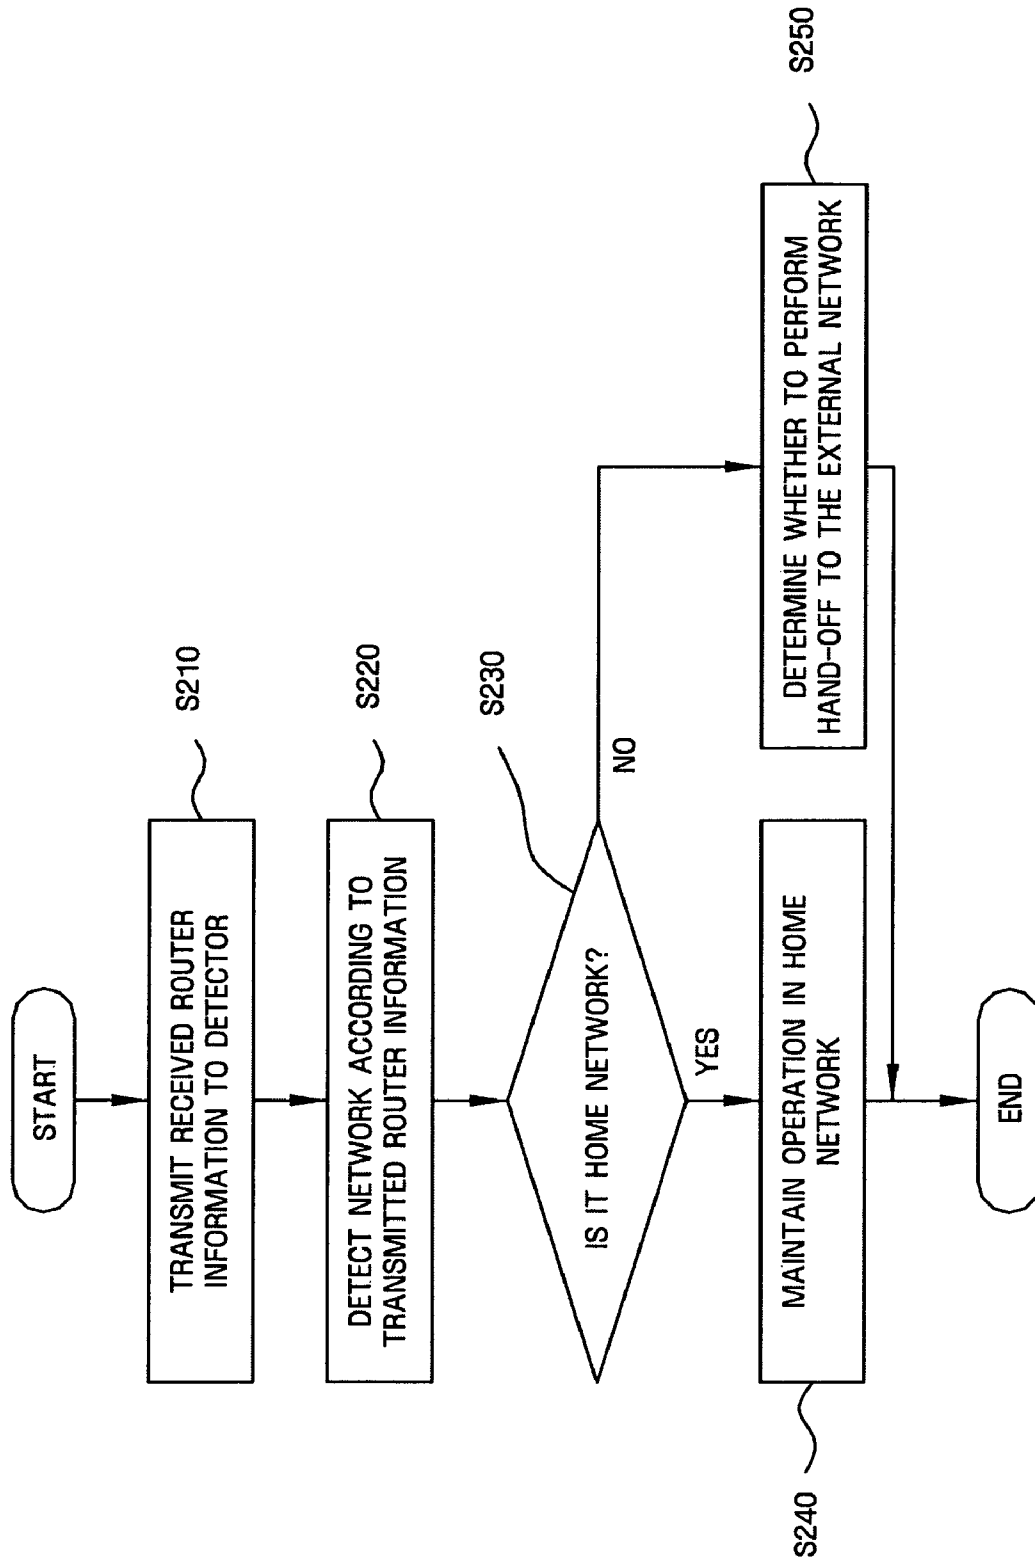 START
TRANSMIT RECEIVED ROUTER
INFORMATION TO DETECTOR
S210
DETECT NETWORK ACCORDING TO
TRANSMITTED ROUTER INFORMATION
S220
IS IT HOME NETWORK?
S230
YES
NO
MAINTAIN OPERATION IN HOME
NETWORK
S240
DETERMINE WHETHER TO PERFORM
HAND-OFF TO THE EXTERNAL NETWORK
S250
END